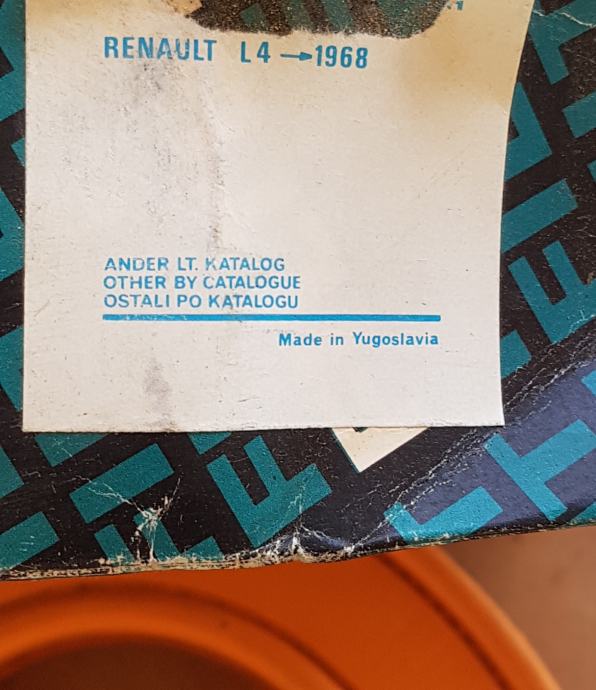 RENAULT L4 →1968
ANDER LT. KATALOG
OTHER BY CATALOGUE
OSTALI PO KATALOGU
Made in Yugoslavia